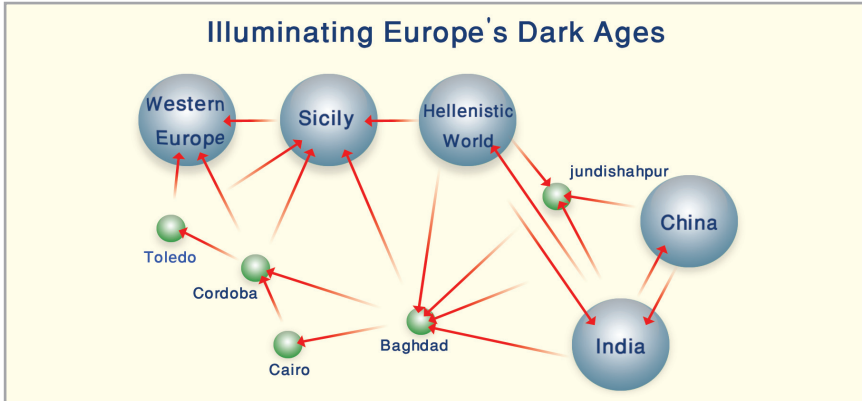 Illuminating Europe's Dark Ages
Western
Europe
Sicily
Hellenistic
World
jundishahpur
China
Toledo
Cordoba
Baghdad
India
Cairo